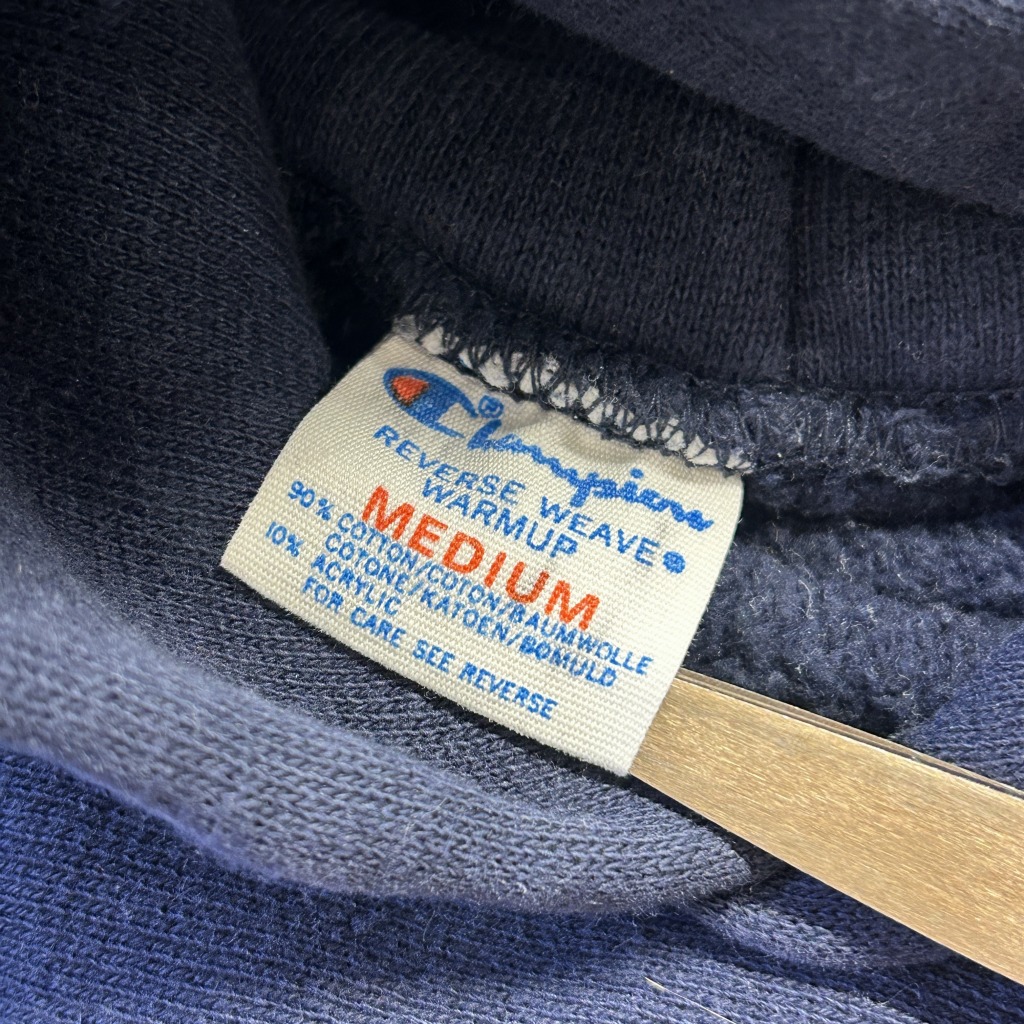 Champion
REVERSE WEAVE®
WARMUP
MEDIUM
90% COTTON/COTON/BAUMWOLLE
COTONE/KATOEN/BOMULD
10% ACRYLIC
FOR CARE SEE REVERSE